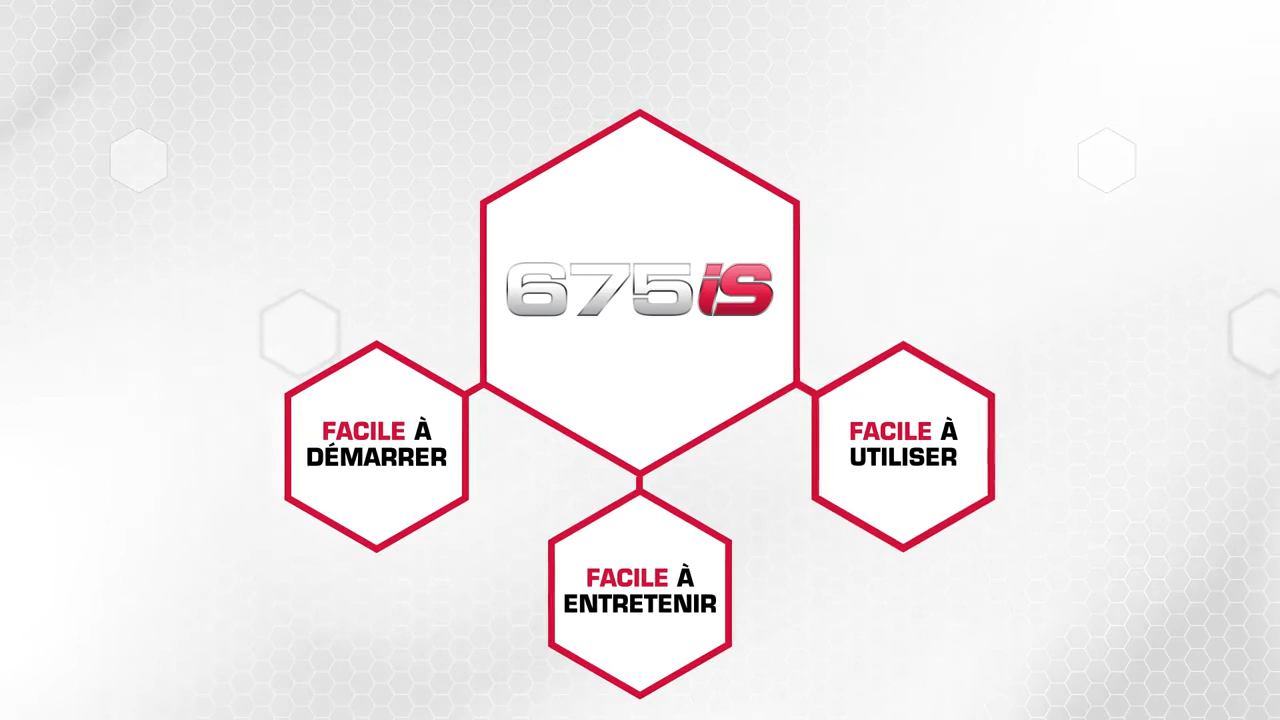 675iS
FACILE À
DÉMARRER
FACILE À
UTILISER
FACILE À
ENTRETENIR